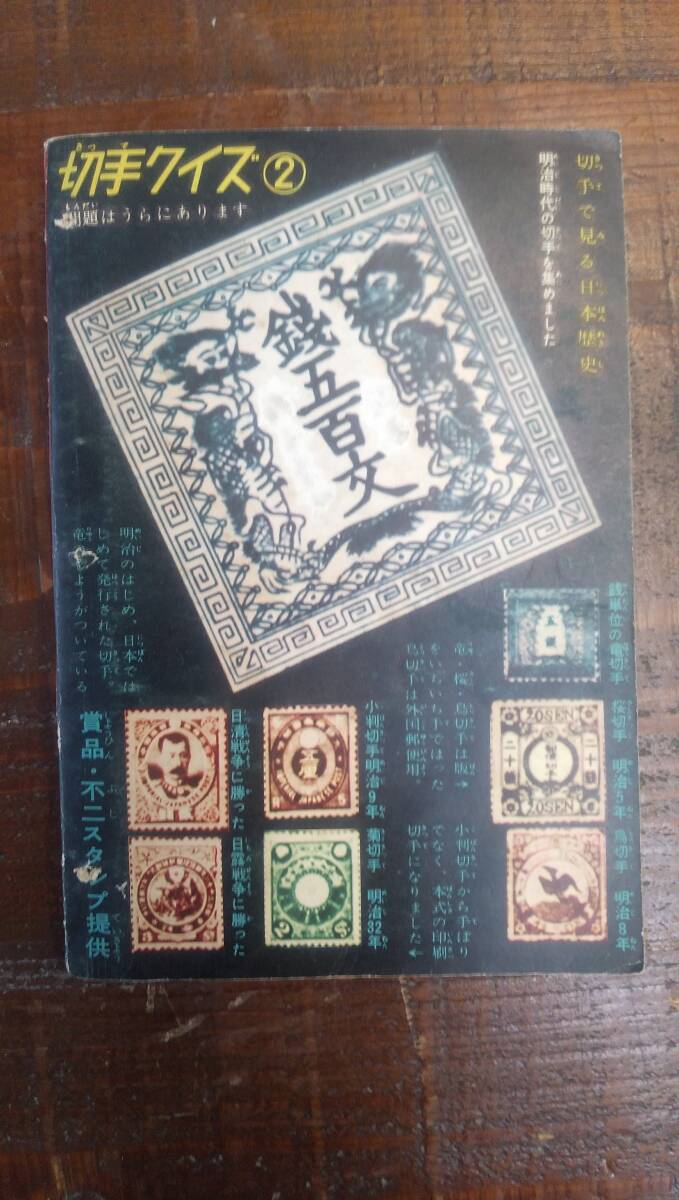 切手クイズ②
問題はうらにあります
切手で見る日本歴史
明治時代の切手を集めました
錢五百文
明治のはじめ、日本では
じめて発行された切手。
竜の
ようがついている
銭単位の竜切手
竜・桜・鳥切手は版→
をいちいち手でほった
鳥切手は外国郵便用。
桜切手 明治5年
20SEN
二十銭
二十銭
20SEN
鳥切手 明治8年
小判切手から手ぼり
でなく、本式の印刷
切手になりました←
小判切手 明治9年
菊切手 明治32年
日清戦争に勝った
日露戦争に勝った
賞品・不二スタンプ提供